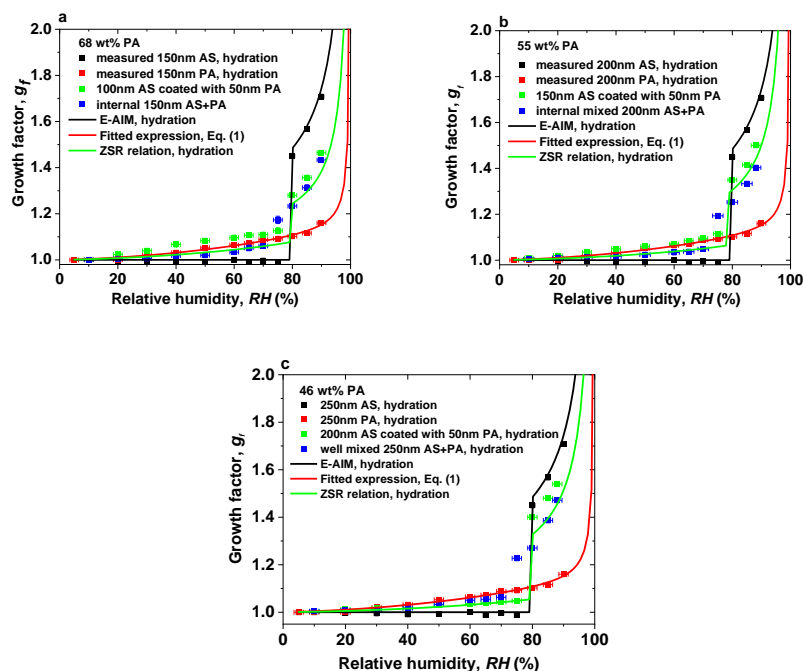 a
68 wt% PA
measured 150nm AS, hydration
measured 150nm PA, hydration
100nm AS coated with 50nm PA
internal 150nm AS+PA
E-AIM, hydration
Fitted expression, Eq. (1)
ZSR relation, hydration
Growth factor, gf
2.0
1.8
1.6
1.4
1.2
1.0
0 20 40 60 80 100
Relative humidity, RH (%)
b
55 wt% PA
measured 200nm AS, hydration
measured 200nm PA, hydration
150nm AS coated with 50nm PA
internal mixed 200nm AS+PA
E-AIM, hydration
Fitted expression, Eq. (1)
ZSR relation, hydration
Growth factor, gf
2.0
1.8
1.6
1.4
1.2
1.0
0 20 40 60 80 100
Relative humidity, RH (%)
c
46 wt% PA
250nm AS, hydration
250nm PA, hydration
200nm AS coated with 50nm PA, hydration
well mixed 250nm AS+PA, hydration
E-AIM, hydration
Fitted expression, Eq. (1)
ZSR relation, hydration
Growth factor, gf
2.0
1.8
1.6
1.4
1.2
1.0
0 20 40 60 80 100
Relative humidity, RH (%)